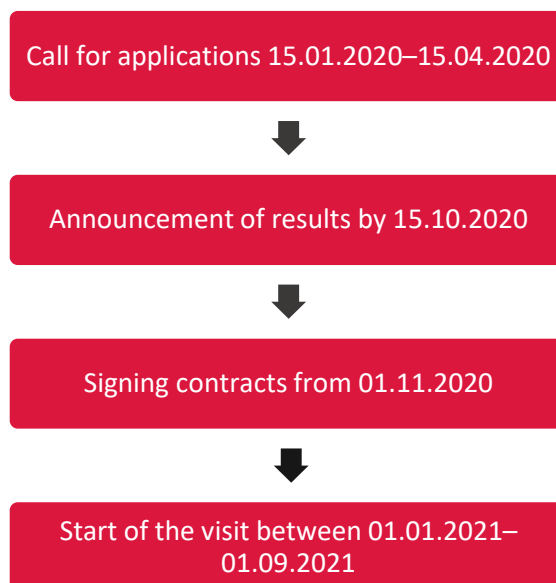 Call for applications 15.01.2020–15.04.2020
Announcement of results by 15.10.2020
Signing contracts from 01.11.2020
Start of the visit between 01.01.2021–
01.09.2021